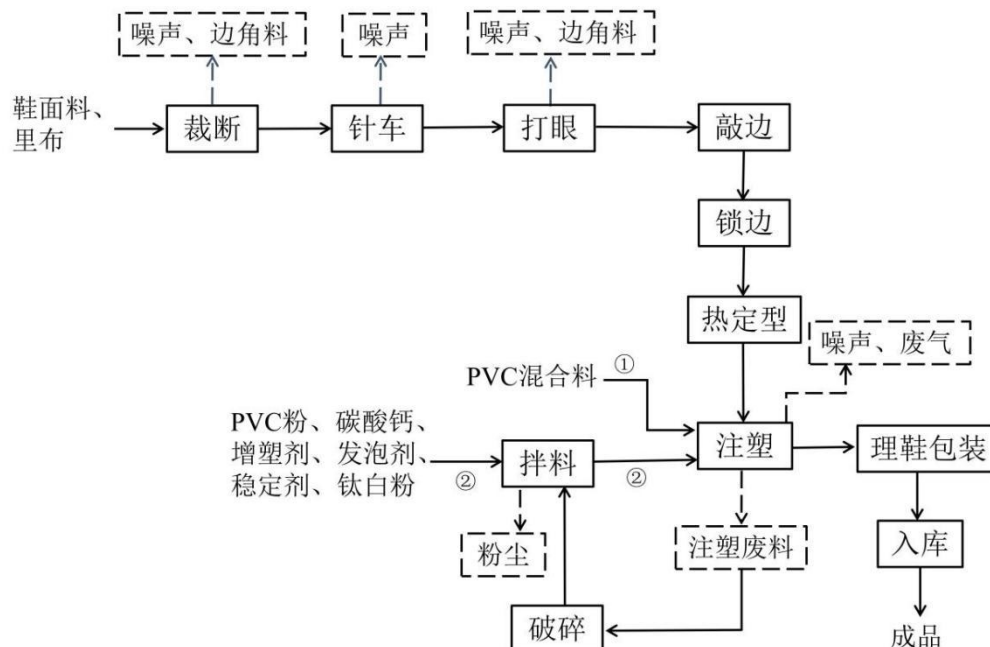 噪声、边角料
噪声
噪声、边角料
鞋面料、
里布
裁断
针车
打眼
敲边
锁边
热定型
噪声、废气
PVC混合料
①
PVC粉、碳酸钙、
增塑剂、发泡剂、
稳定剂、钛白粉
②
拌料
②
注塑
理鞋包装
粉尘
注塑废料
入库
破碎
成品